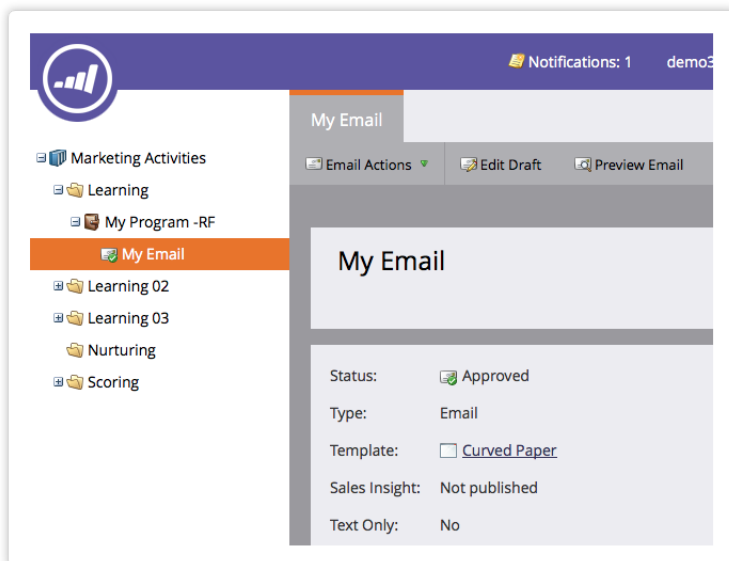 Notifications: 1 demo3
My Email
Marketing Activities
Learning
My Program -RF
My Email
Learning 02
Learning 03
Nurturing
Scoring
Email Actions Edit Draft Preview Email
My Email
Status: Approved
Type: Email
Template: Curved Paper
Sales Insight: Not published
Text Only: No